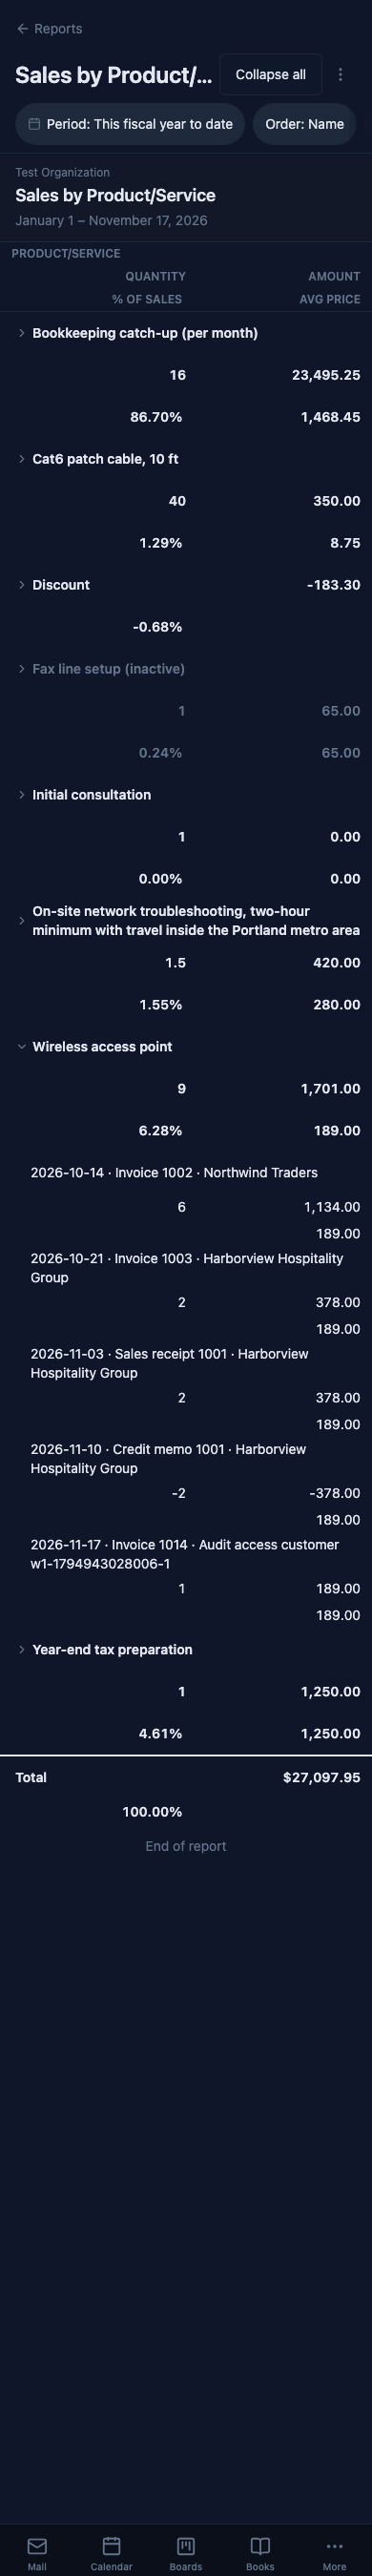 Reports
Sales by Product/... Collapse all
Period: This fiscal year to date Order: Name
Test Organization
Sales by Product/Service
January 1 – November 17, 2026
PRODUCT/SERVICE
QUANTITY AMOUNT
% OF SALES AVG PRICE
Bookkeeping catch-up (per month)
16 23,495.25
86.70% 1,468.45
Cat6 patch cable, 10 ft
40 350.00
1.29% 8.75
Discount -183.30
-0.68%
Fax line setup (inactive)
1 65.00
0.24% 65.00
Initial consultation
1 0.00
0.00% 0.00
On-site network troubleshooting, two-hour
minimum with travel inside the Portland metro area
1.5 420.00
1.55% 280.00
Wireless access point
9 1,701.00
6.28% 189.00
2026-10-14 · Invoice 1002 · Northwind Traders
6 1,134.00
189.00
2026-10-21 · Invoice 1003 · Harborview Hospitality
Group
2 378.00
189.00
2026-11-03 · Sales receipt 1001 · Harborview
Hospitality Group
2 378.00
189.00
2026-11-10 · Credit memo 1001 · Harborview
Hospitality Group
-2 -378.00
189.00
2026-11-17 · Invoice 1014 · Audit access customer
w1-1794943028006-1
1 189.00
189.00
Year-end tax preparation
1 1,250.00
4.61% 1,250.00
Total $27,097.95
100.00%
End of report
Mail Calendar Boards Books More